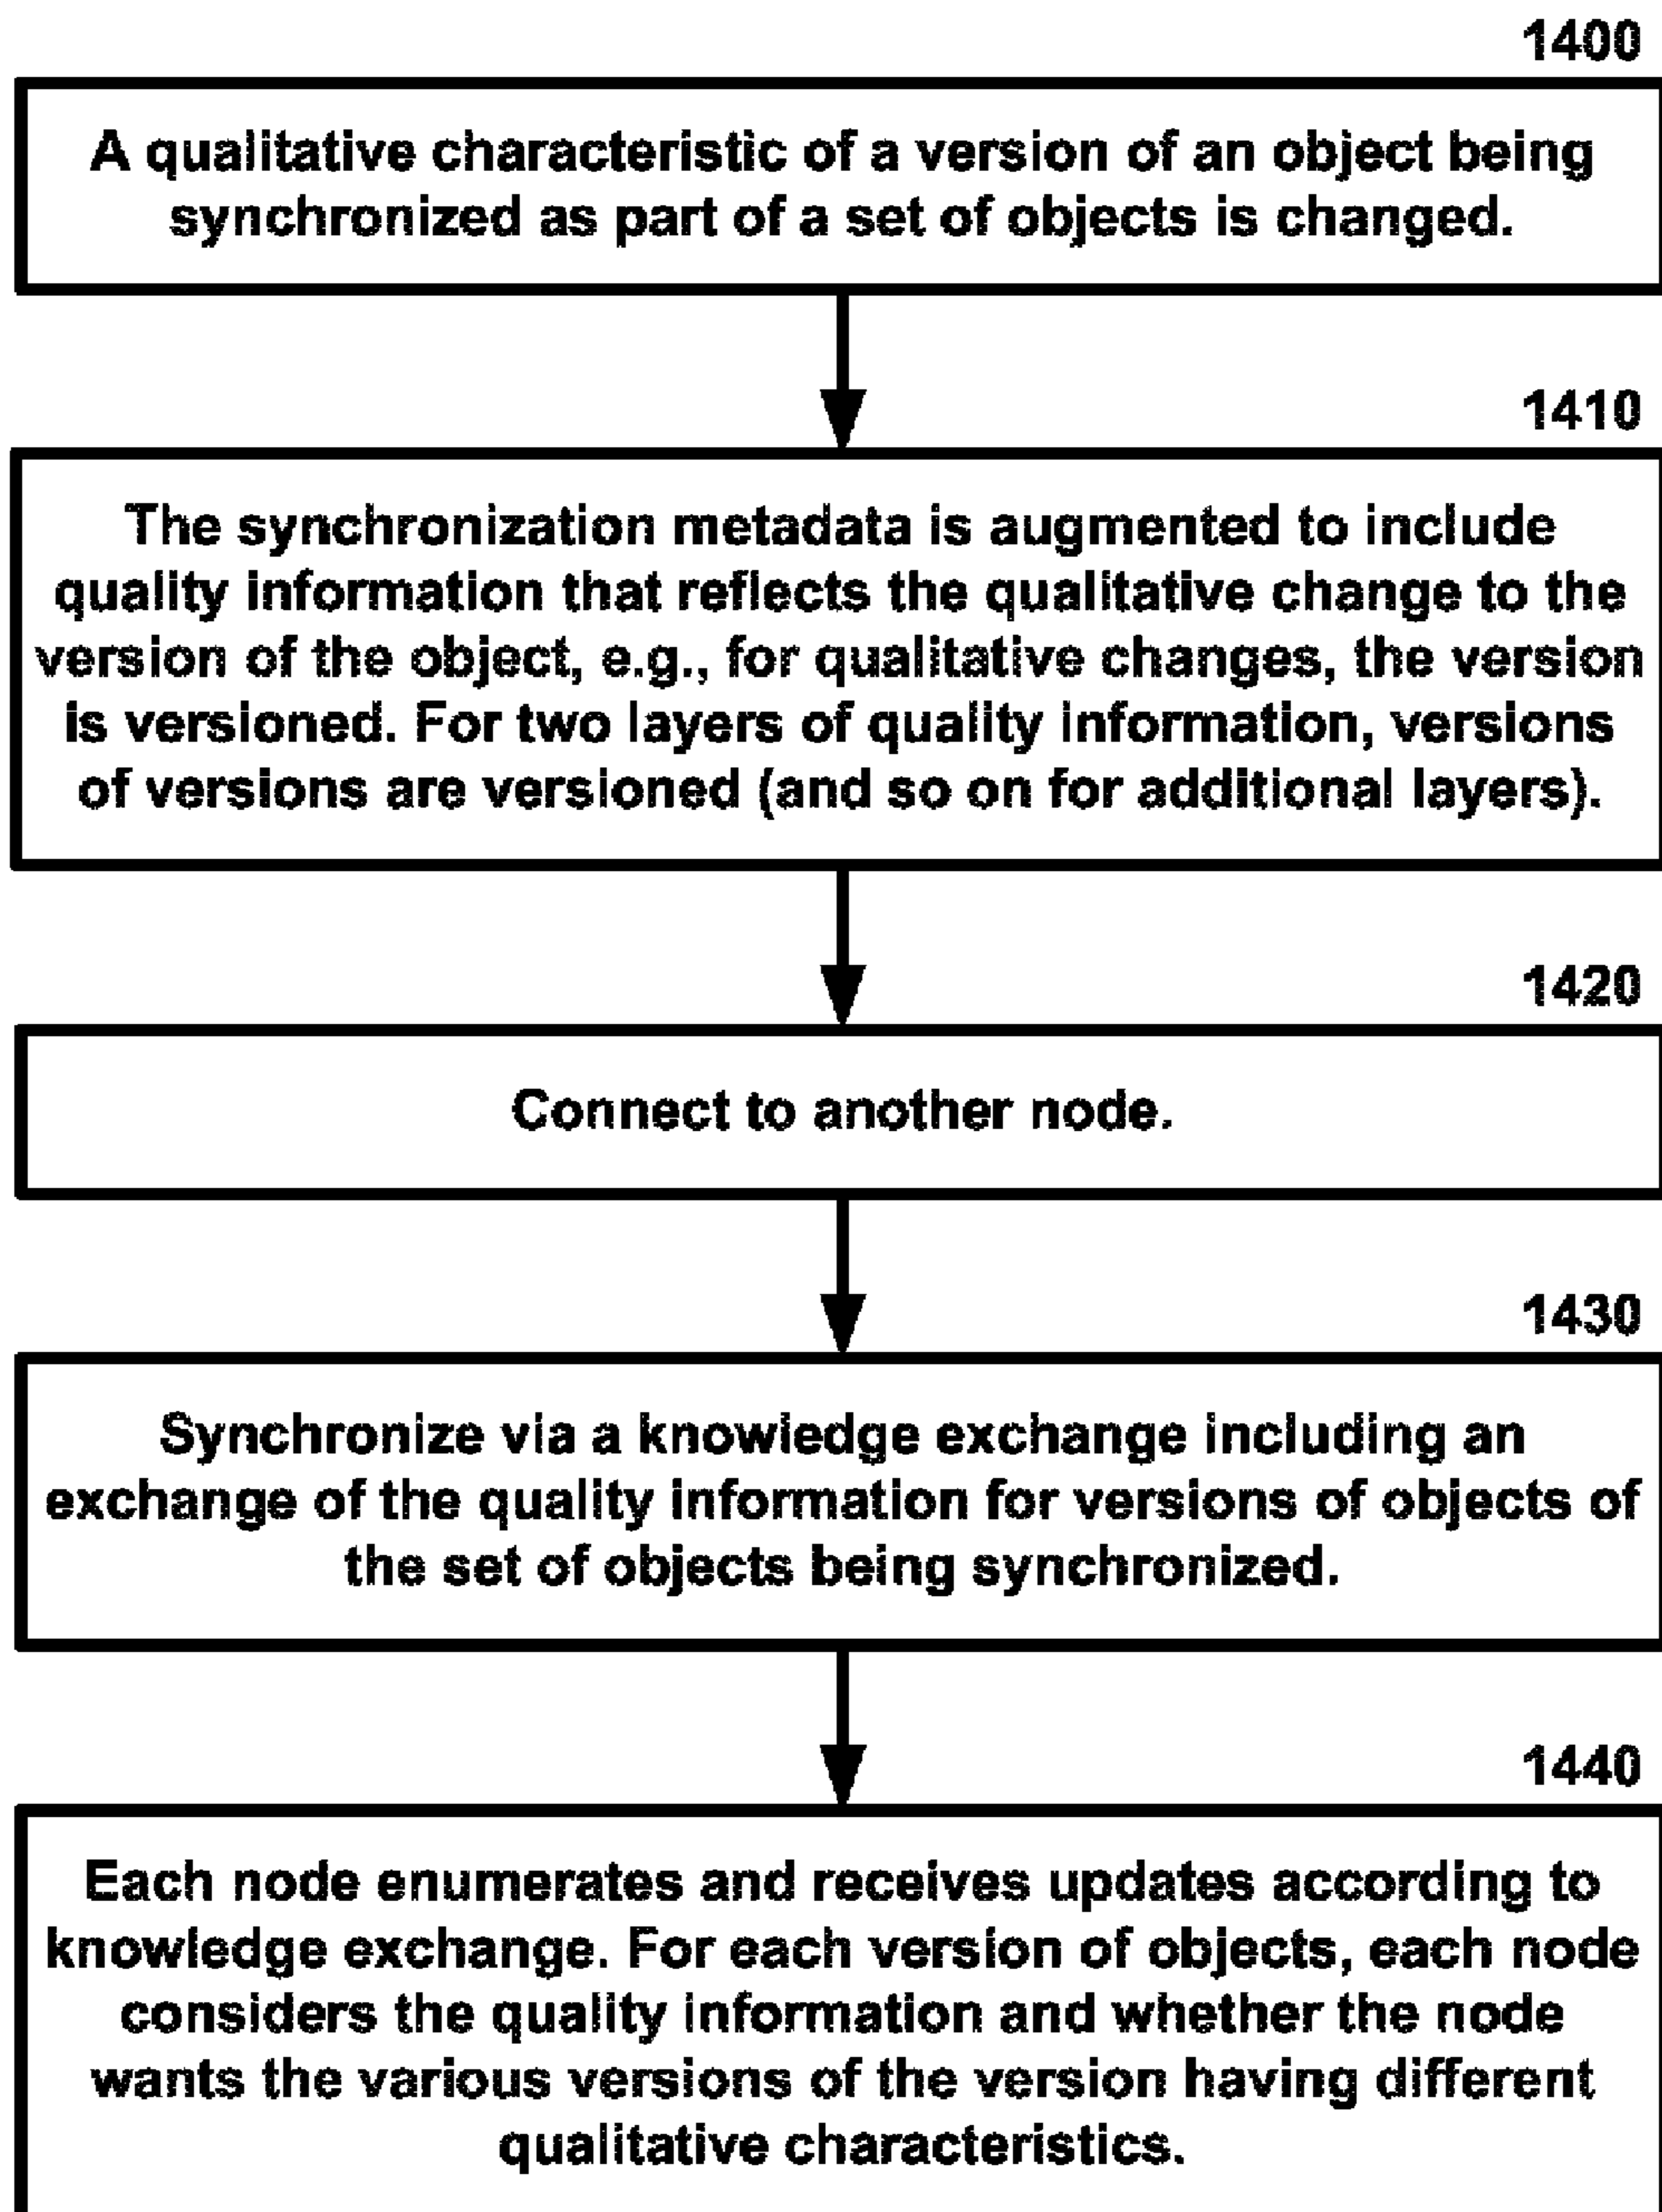 1400
A qualitative characteristic of a version of an object being
synchronized as part of a set of objects is changed.
1410
The synchronization metadata is augmented to include
quality information that reflects the qualitative change to the
version of the object, e.g., for qualitative changes, the version
is versioned. For two layers of quality information, versions
of versions are versioned (and so on for additional layers).
1420
Connect to another node.
1430
Synchronize via a knowledge exchange including an
exchange of the quality information for versions of objects of
the set of objects being synchronized.
1440
Each node enumerates and receives updates according to
knowledge exchange. For each version of objects, each node
considers the quality information and whether the node
wants the various versions of the version having different
qualitative characteristics.